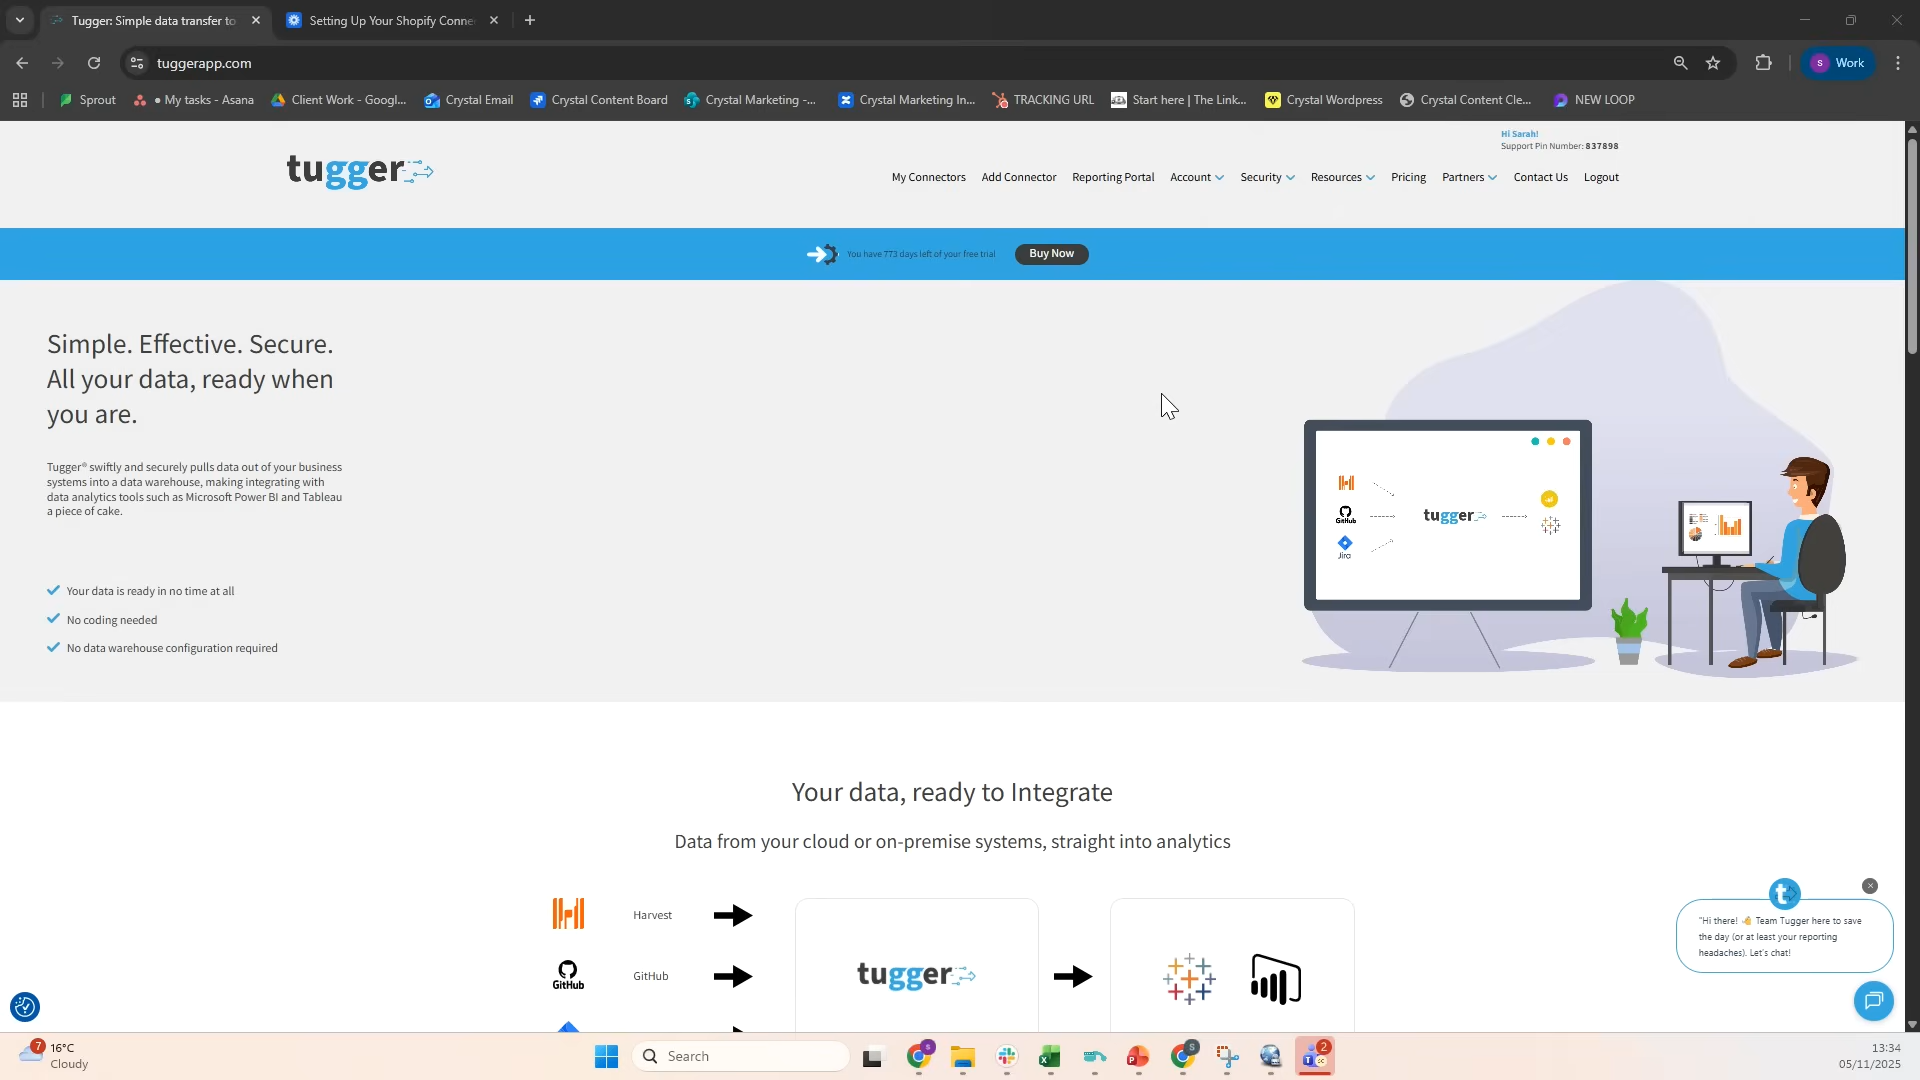 Tugger: Simple data transfer to
Setting Up Your Shopify Conne
tuggerapp.com
Work
Sprout
• My tasks - Asana
Client Work - Googl...
Crystal Email
Crystal Content Board
Crystal Marketing -...
Crystal Marketing In...
TRACKING URL
Start here | The Link...
Crystal Wordpress
Crystal Content Cle...
NEW LOOP
Hi Sarah!
Support Pin Number: 837898
tugger
My Connectors
Add Connector
Reporting Portal
Account
Security
Resources
Pricing
Partners
Contact Us
Logout
You have 773 days left of your free trial
Buy Now
Simple. Effective. Secure.
All your data, ready when
you are.
Tugger® swiftly and securely pulls data out of your business
systems into a data warehouse, making integrating with
data analytics tools such as Microsoft Power BI and Tableau
a piece of cake.
Your data is ready in no time at all
No coding needed
No data warehouse configuration required
GitHub
Jira
tugger
Your data, ready to Integrate
Data from your cloud or on-premise systems, straight into analytics
Harvest
GitHub
GitHub
tugger
"Hi there! 👋 Team Tugger here to save
the day (or at least your reporting
headaches). Let's chat!
7
16°C
Cloudy
Search
2
13:34
05/11/2025